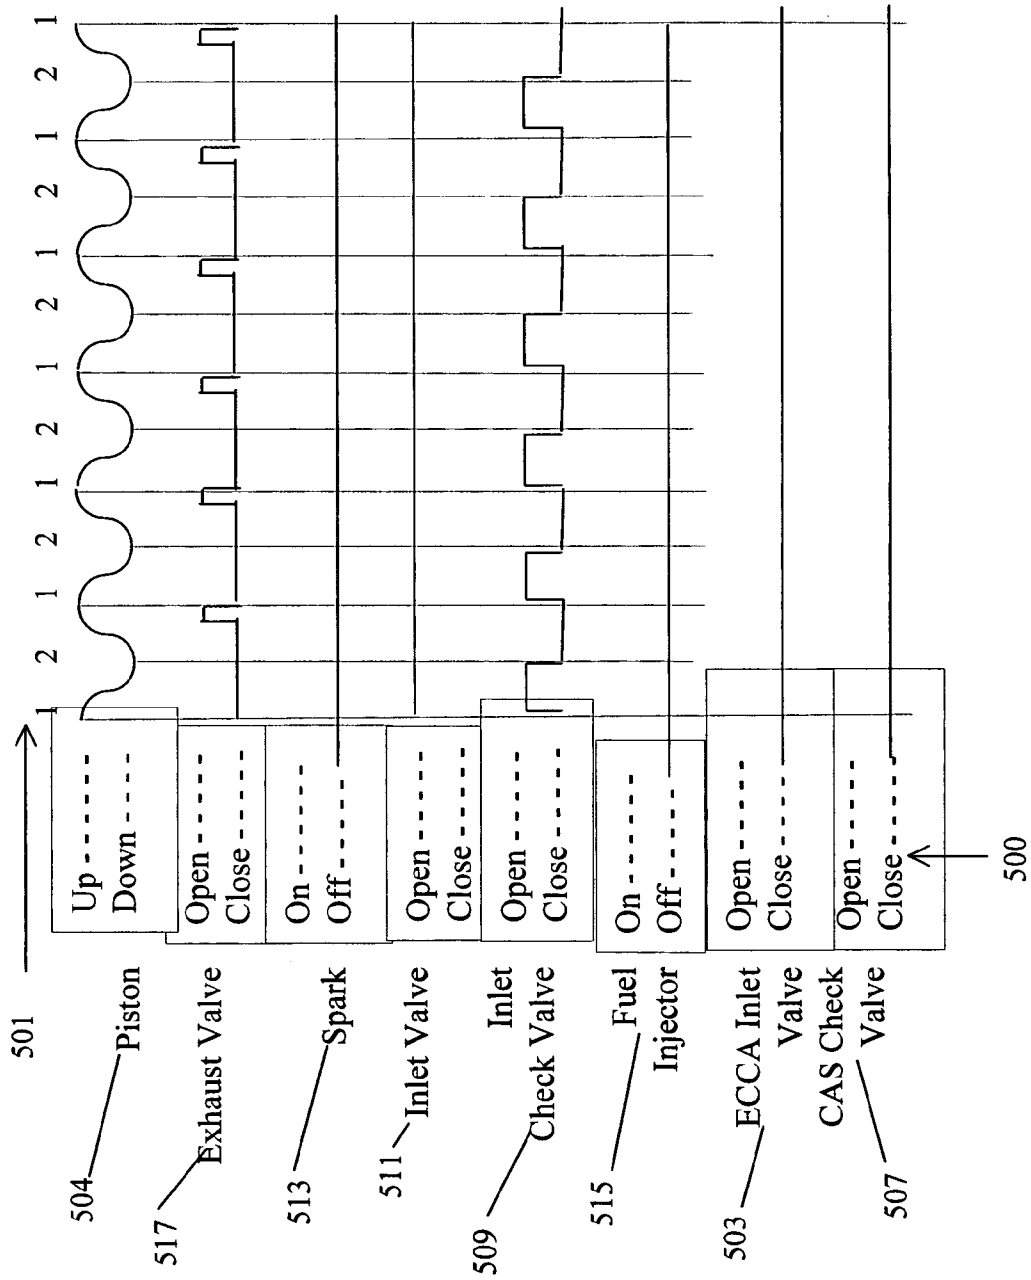 501
1 2 1 2 1 2 1 2 1 2 1 2 1
504
Piston
Up ------
Down ----
517
Exhaust Valve
Open -----
Close -----
513
Spark
On ------
Off ------
511
Inlet Valve
Open -----
Close -----
509
Inlet
Check Valve
Open -----
Close -----
515
Fuel
Injector
On ------
Off ------
503
ECCA Inlet
Valve
Open -----
Close -----
507
CAS Check
Valve
Open -----
Close -----
500